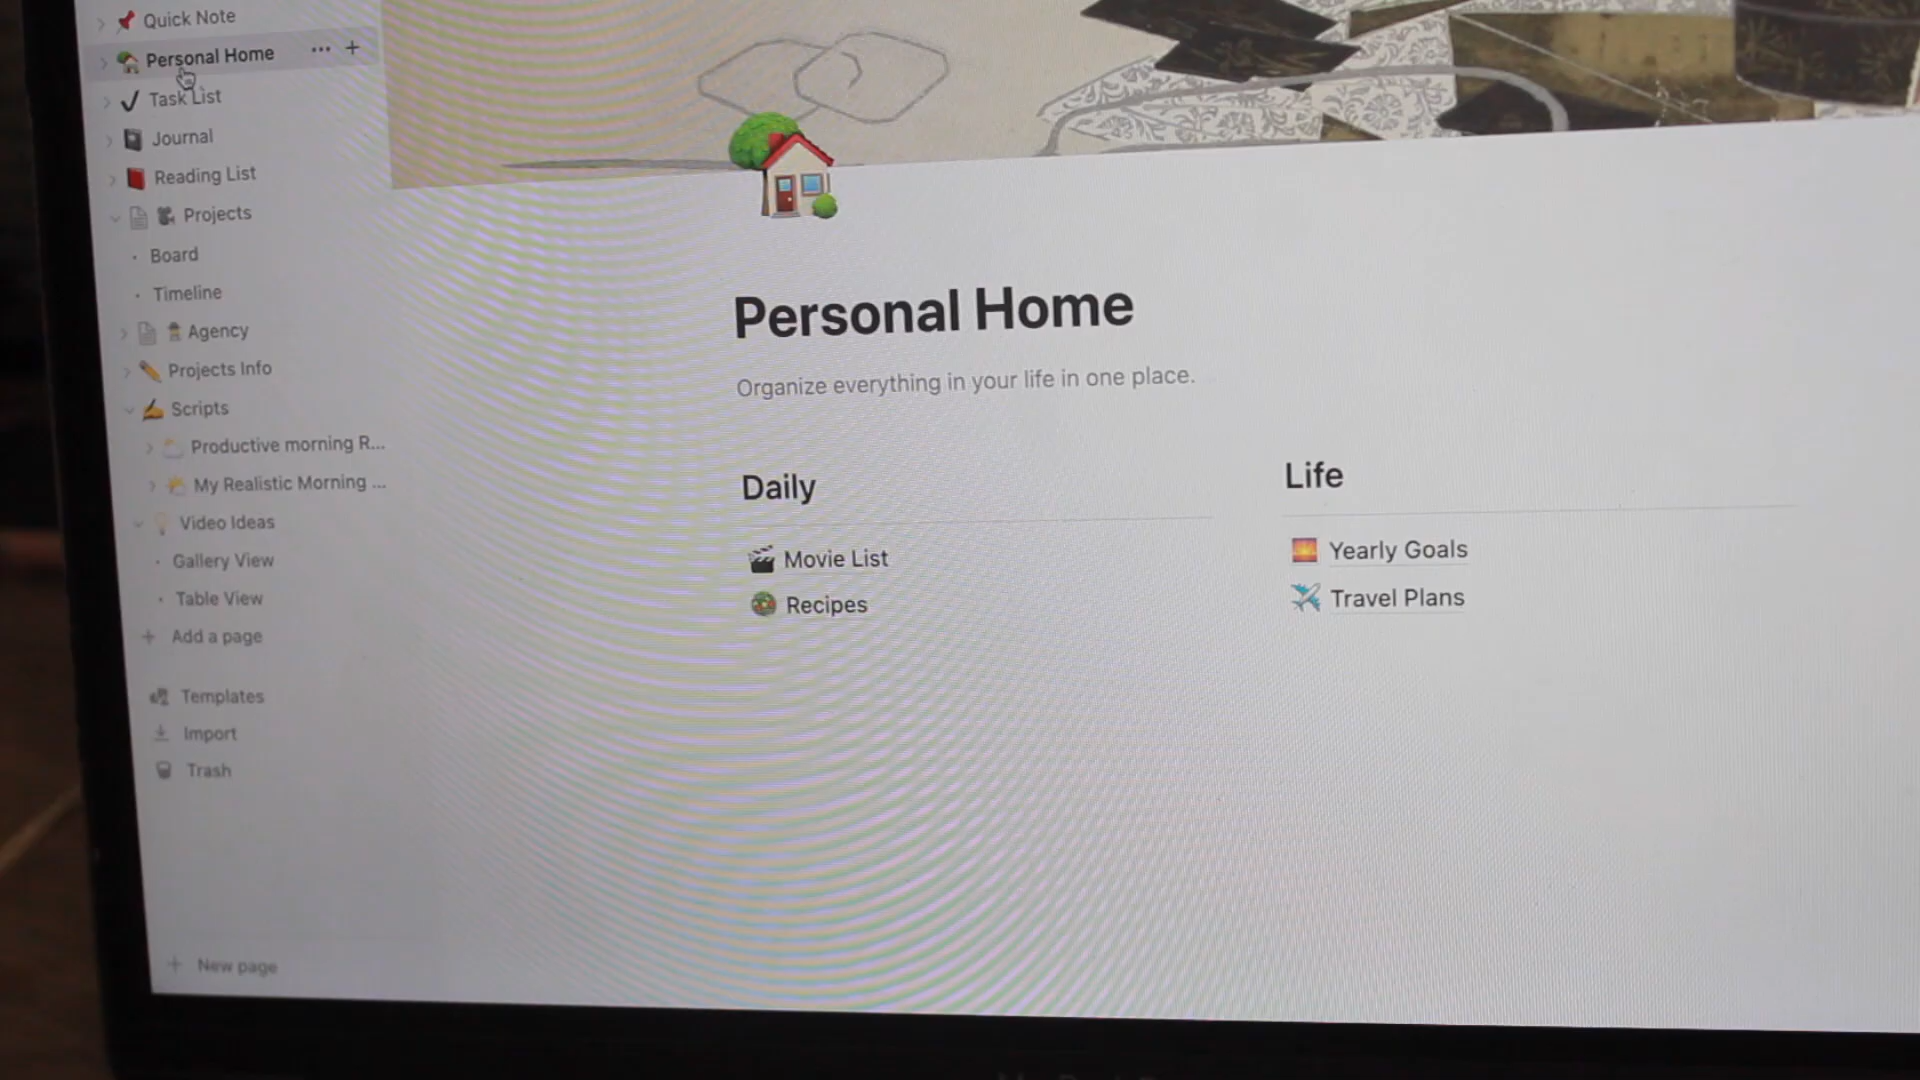 Quick Note
Personal Home
Task List
Journal
Reading List
Projects
Board
Timeline
Agency
Projects Info
Scripts
Productive morning R...
My Realistic Morning ...
Video Ideas
Gallery View
Table View
Add a page
Templates
Import
Trash
New page
Personal Home
Organize everything in your life in one place.
Daily
Movie List
Recipes
Life
Yearly Goals
Travel Plans